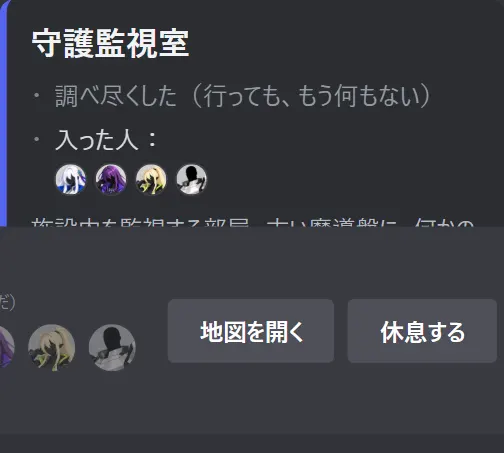 守護監視室
・ 調べ尽くした（行っても、もう何もない）
・ 入った人：
施設内を監視する部屋。古い魔導盤に、何かの
だ）
地図を開く
休息する